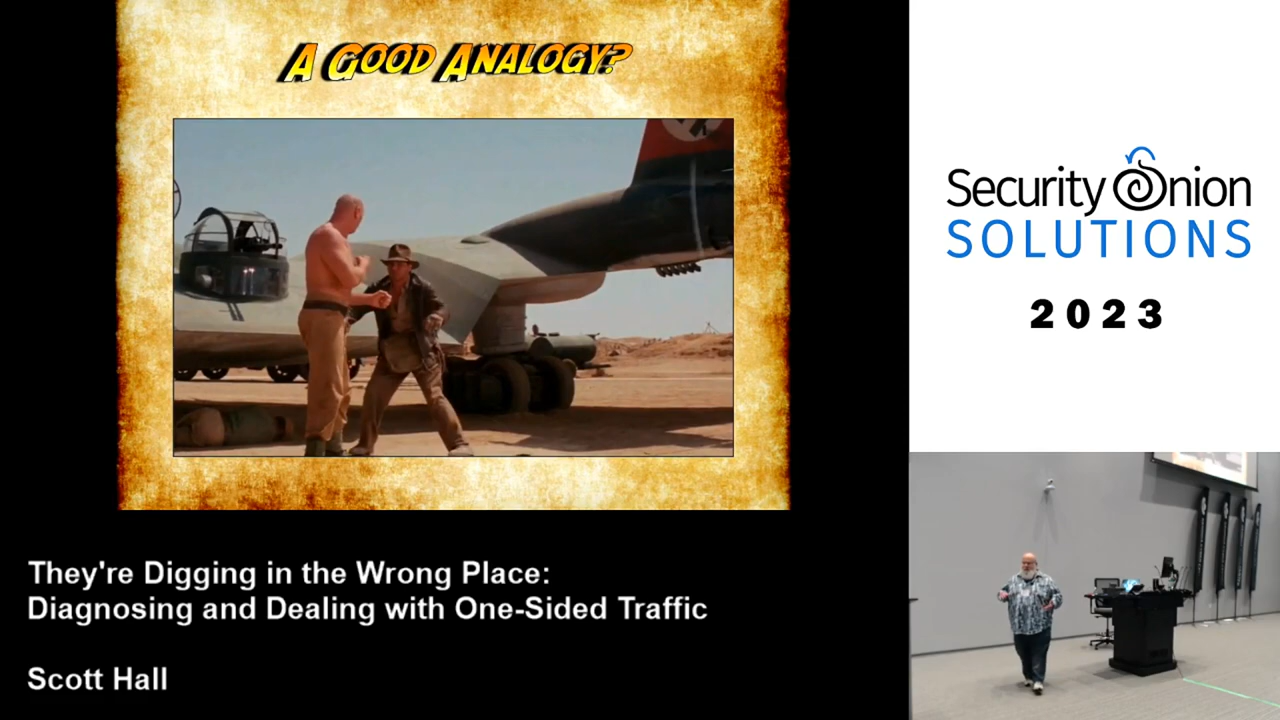 A GOOD ANALOGY?
Security Onion
SOLUTIONS
2023
They're Digging in the Wrong Place:
Diagnosing and Dealing with One-Sided Traffic
Scott Hall